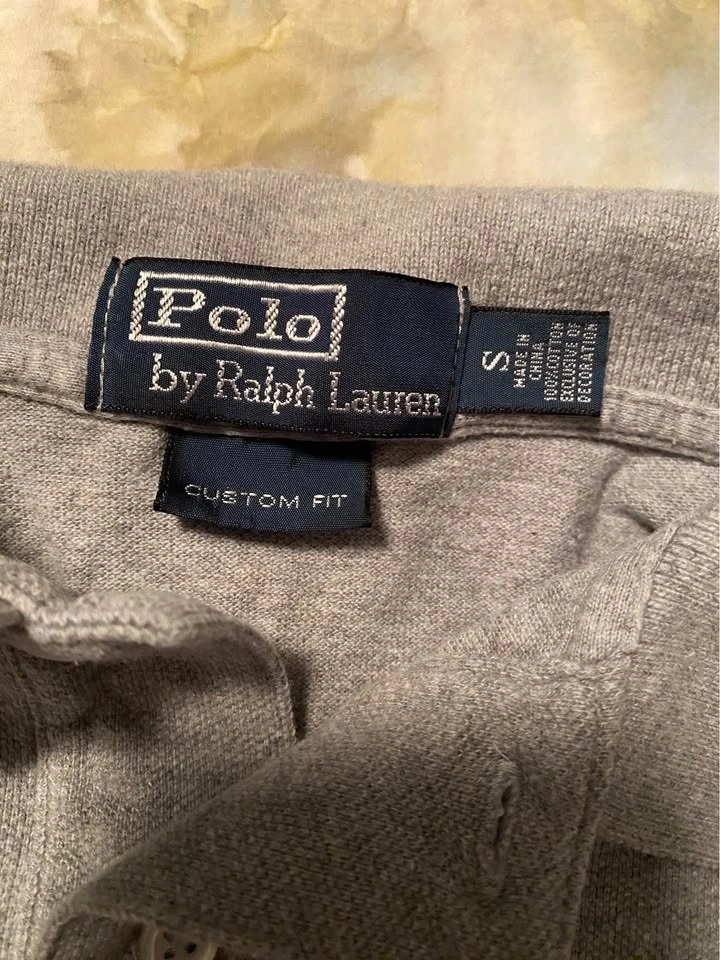 Polo
by Ralph Lauren
CUSTOM FIT
S
MADE IN
CHINA
100%COTTON
EXCLUSIVE OF
DECORATION